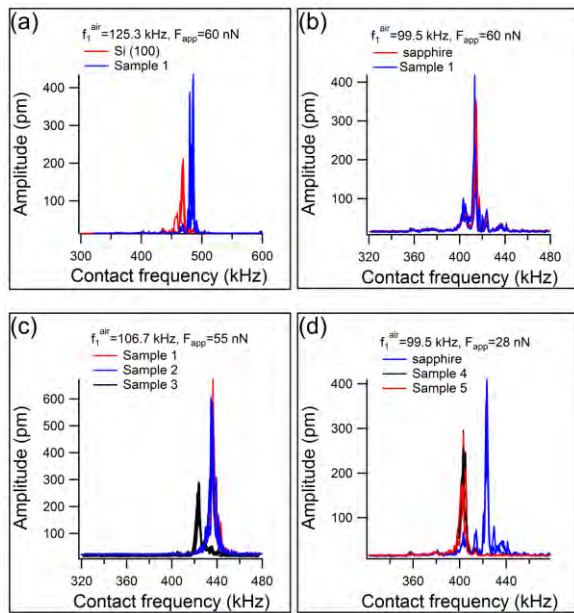 (a)
f₁ᵃⁱʳ=125.3 kHz, Fₐₚₚ=60 nN
Si (100)
Sample 1
Amplitude (pm)
400
300
200
100
300 400 500 600
Contact frequency (kHz)
(b)
f₁ᵃⁱʳ=99.5 kHz, Fₐₚₚ=60 nN
sapphire
Sample 1
Amplitude (pm)
400
300
200
100
320 360 400 440 480
Contact frequency (kHz)
(c)
f₁ᵃⁱʳ=106.7 kHz, Fₐₚₚ=55 nN
Sample 1
Sample 2
Sample 3
Amplitude (pm)
600
500
400
300
200
100
320 360 400 440 480
Contact frequency (kHz)
(d)
f₁ᵃⁱʳ=99.5 kHz, Fₐₚₚ=28 nN
sapphire
Sample 4
Sample 5
Amplitude (pm)
400
300
200
100
360 400 440
Contact frequency (kHz)